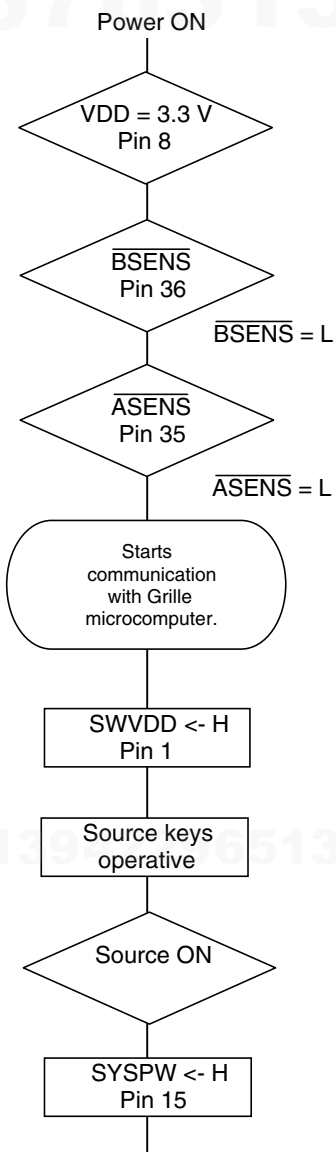 Power ON
VDD = 3.3 V
Pin 8
BSENS
Pin 36
BSENS = L
ASENS
Pin 35
ASENS = L
Starts
communication
with Grille
microcomputer.
SWVDD <- H
Pin 1
Source keys
operative
Source ON
SYSPW <- H
Pin 15